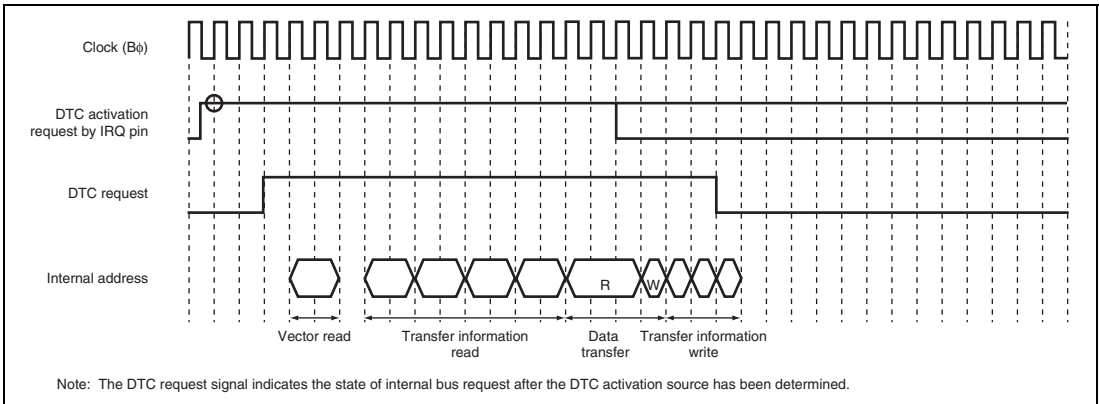 Clock (Bφ)
DTC activation
request by IRQ pin
DTC request
Internal address
R
W
Vector read
Transfer information
read
Data
transfer
Transfer information
write
Note: The DTC request signal indicates the state of internal bus request after the DTC activation source has been determined.